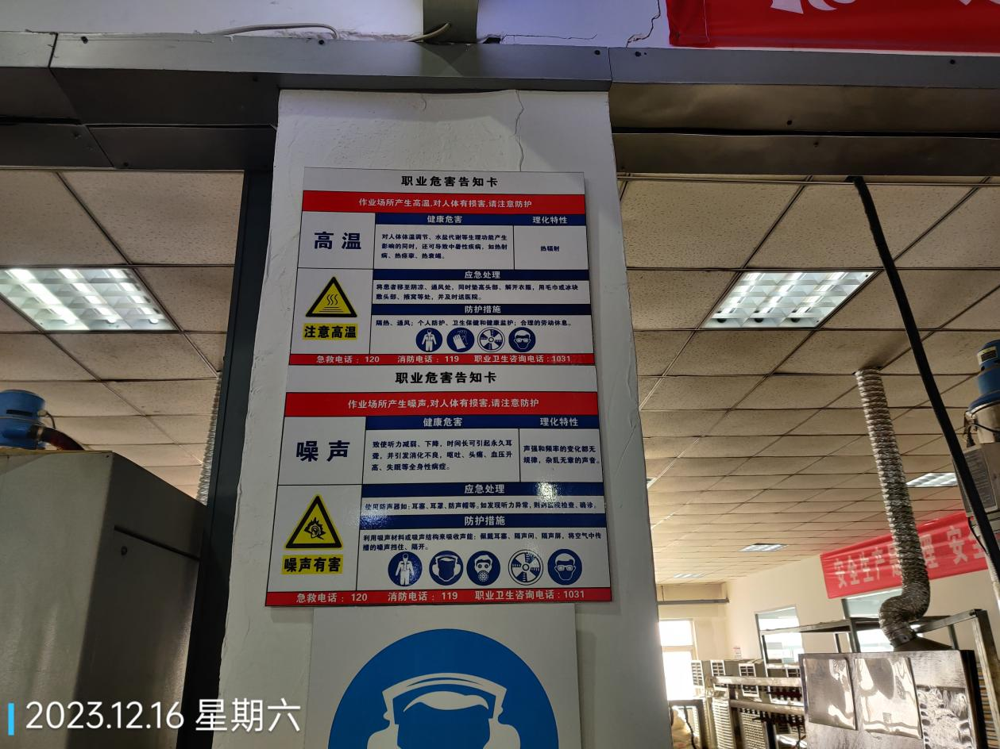 职业危害告知卡
作业场所产生高温,对人体有损害,请注意防护
高温
健康危害
理化特性
对人体体温调节、水盐代谢等生理功能产生
影响的同时，还可导致中暑性疾病，如热射
病、热痉挛、热衰竭。
热辐射
注意高温
应急处理
将患者移至阴凉、通风处，同时垫高头部、解开衣服，用毛巾或冰块
敷头部、腋窝等处，并及时送医院。
防护措施
隔热、通风；个人防护、卫生保健和健康监护；合理的劳动休息。
急救电话：120 消防电话：119 职业卫生咨询电话：1031
职业危害告知卡
作业场所产生噪声,对人体有损害,请注意防护
噪声
健康危害
理化特性
致使听力减弱、下降，时间长可引起永久耳
聋，并引发消化不良，呕吐、头痛、血压升
高、失眠等全身性病症。
声强和频率的变化都无
规律，杂乱无章的声音。
噪声有害
应急处理
使用防声器如：耳塞、耳罩、防声帽等。如发现听力异常，则到医院检查、确诊。
防护措施
利用吸声材料或吸声结构来吸收声能；佩戴耳塞、隔声间、隔声屏，将空气中传
播的噪声挡住、隔开。
急救电话：120 消防电话：119 职业卫生咨询电话：1031
安全生产 安
2023.12.16 星期六